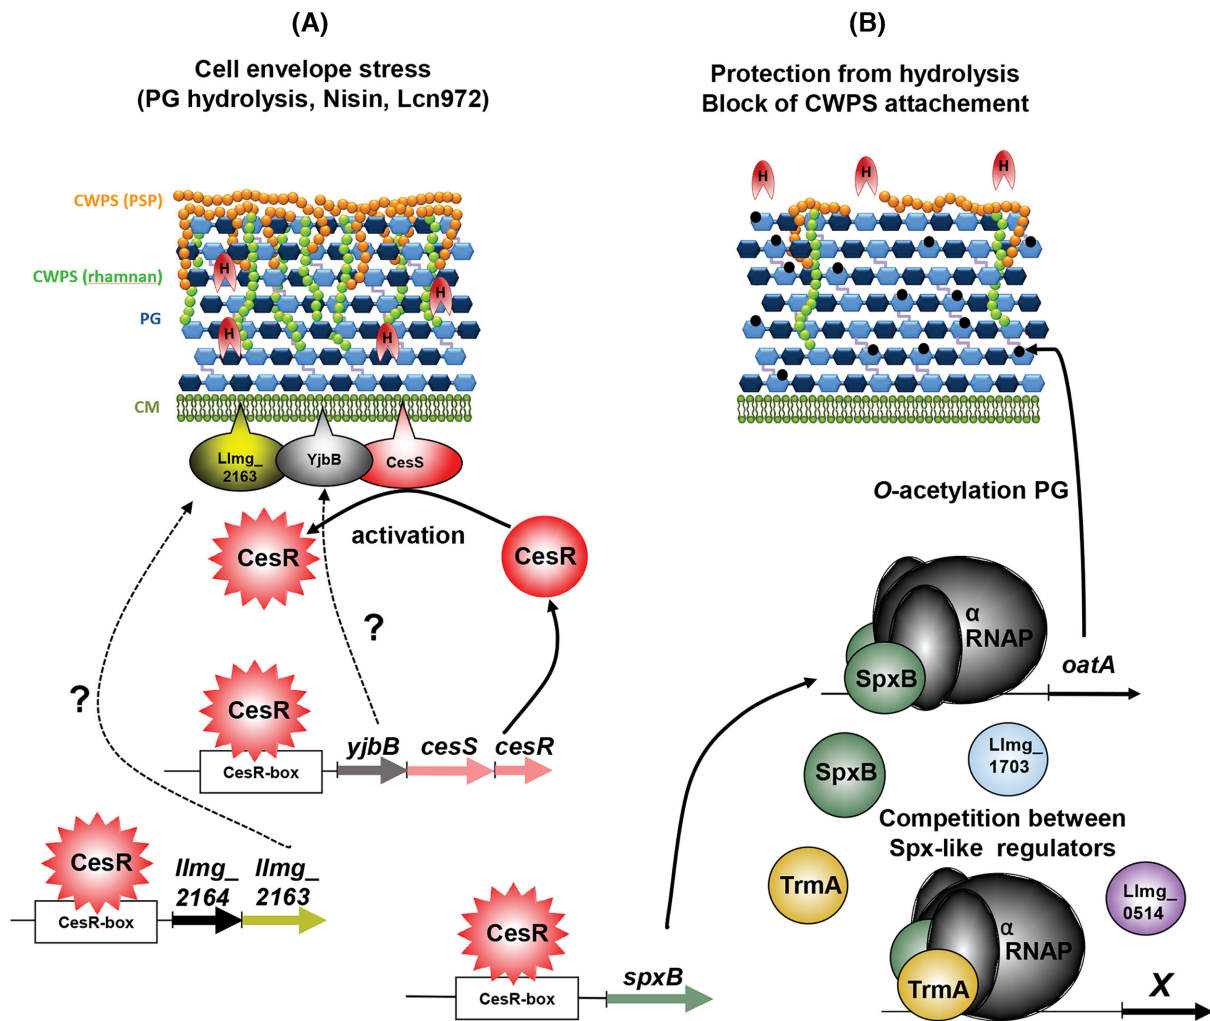 (A)
Cell envelope stress
(PG hydrolysis, Nisin, Lcn972)
CWPS (PSP)
CWPS (rhamnan)
PG
CM
H
H
H
H
Llmg_
2163
YjbB
CesS
activation
CesR
CesR
?
?
CesR
CesR-box
yjbB
cesS
cesR
CesR
CesR-box
llmg_
2164
llmg_
2163
CesR
CesR-box
spxB
(B)
Protection from hydrolysis
Block of CWPS attachement
H
H
H
O-acetylation PG
α
RNAP
SpxB
oatA
SpxB
Llmg_
1703
Competition between
Spx-like regulators
TrmA
Llmg_
0514
α
RNAP
TrmA
X